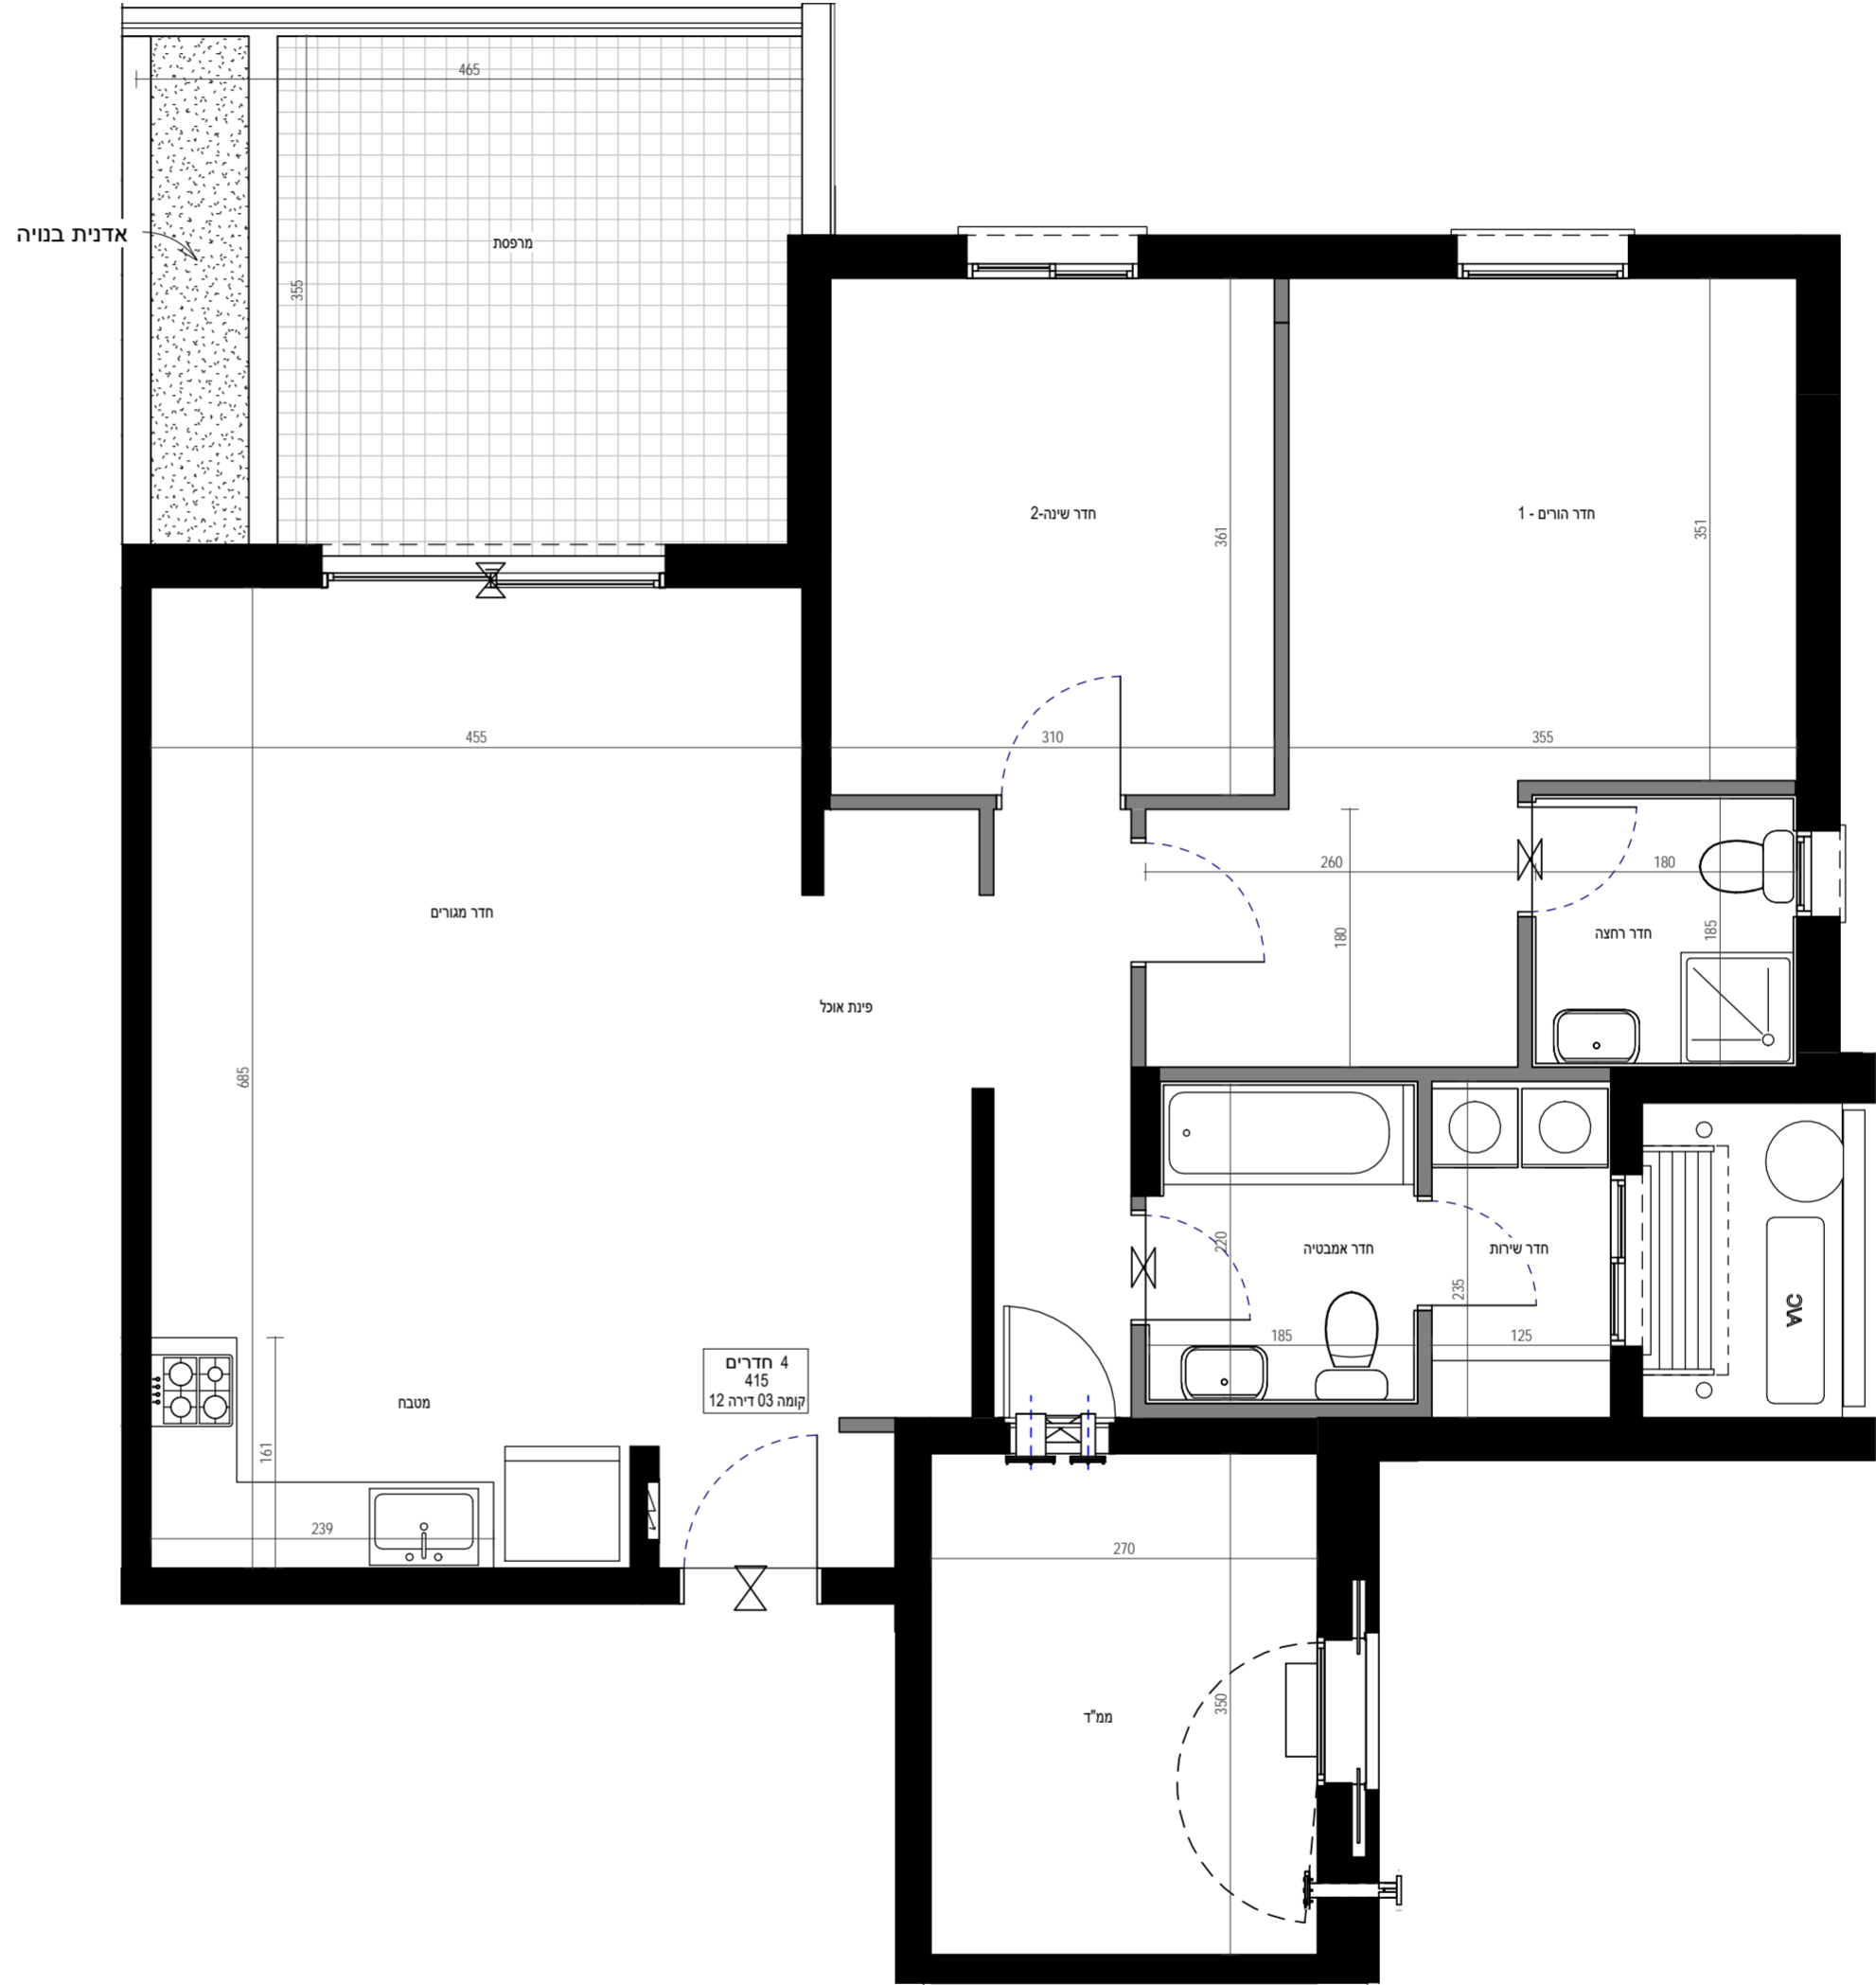 465
אדנית בנויה
מרפסת
355
חדר שינה-2
חדר הורים - 1
361
351
455
310
355
260
180
חדר מגורים
חדר רחצה
180
185
פינת אוכל
685
220
חדר אמבטיה
חדר שירות
235
185
125
A\C
4 חדרים
415
קומה 03 דירה 12
מטבח
161
239
270
350
ממ"ד